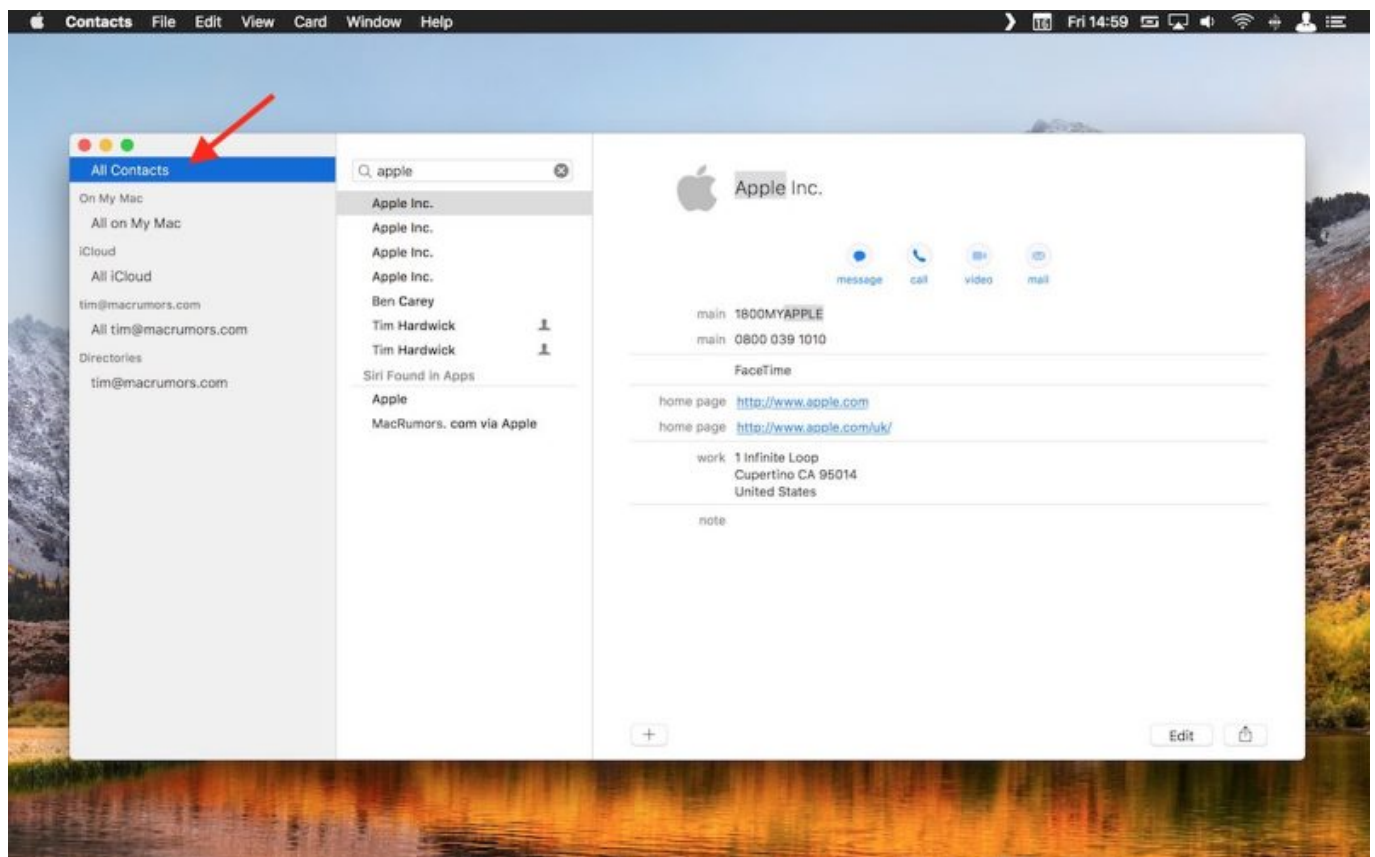 Contacts File Edit View Card Window Help
16 Fri 14:59
All Contacts
On My Mac
All on My Mac
iCloud
All iCloud
tim@macrumors.com
All tim@macrumors.com
Directories
tim@macrumors.com
apple
Apple Inc.
Apple Inc.
Apple Inc.
Apple Inc.
Ben Carey
Tim Hardwick
Tim Hardwick
Siri Found in Apps
Apple
MacRumors. com via Apple
Apple Inc.
message call video mail
main 1800MYAPPLE
main 0800 039 1010
FaceTime
home page http://www.apple.com
home page http://www.apple.com/uk/
work 1 Infinite Loop
Cupertino CA 95014
United States
note
Edit